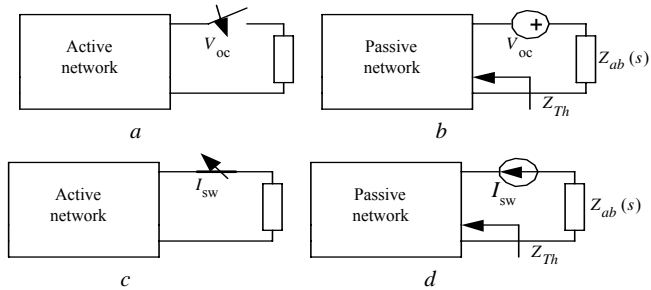 Active
network
V_oc
a
Passive
network
V_oc
+
Z_ab(s)
Z_Th
b
Active
network
I_sw
c
Passive
network
I_sw
Z_ab(s)
Z_Th
d